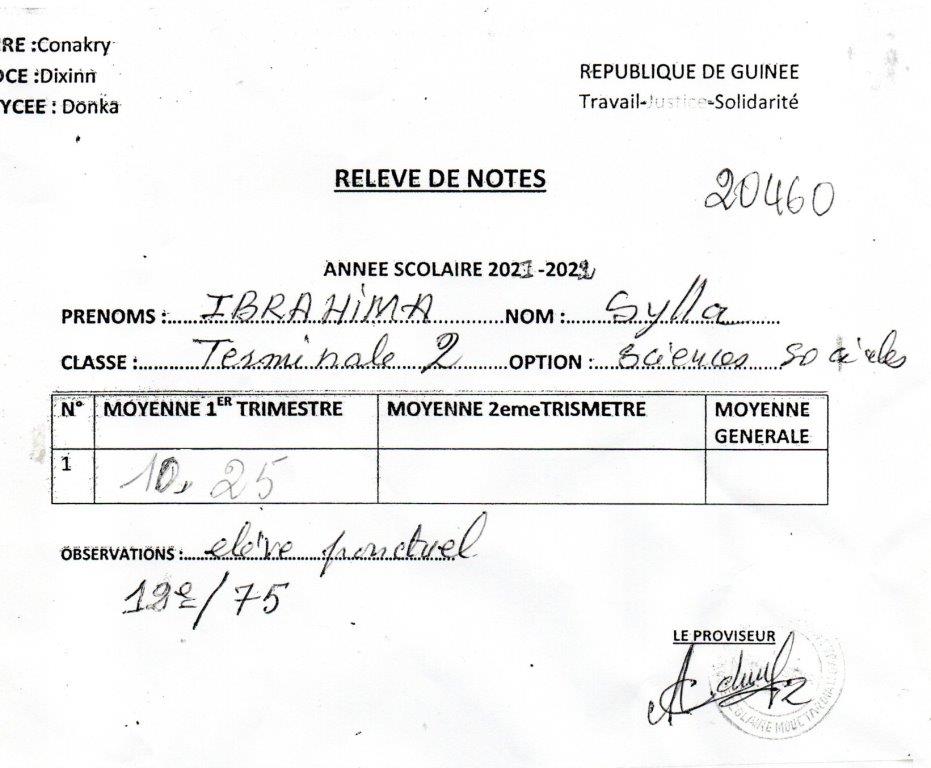 RE :Conakry
OCE :Dixinn
YCEE : Donka
REPUBLIQUE DE GUINEE
Travail-Justice-Solidarité
RELEVE DE NOTES
20460
ANNEE SCOLAIRE 2021 -2022
PRENOMS : IBRAHIMA NOM : Sylla
CLASSE : Terminale 2 OPTION : Sciences sociales
N° MOYENNE 1ER TRIMESTRE MOYENNE 2emeTRISMETRE MOYENNE GENERALE
1 10,25
OBSERVATIONS : elève ponctuel
19e/75
LE PROVISEUR